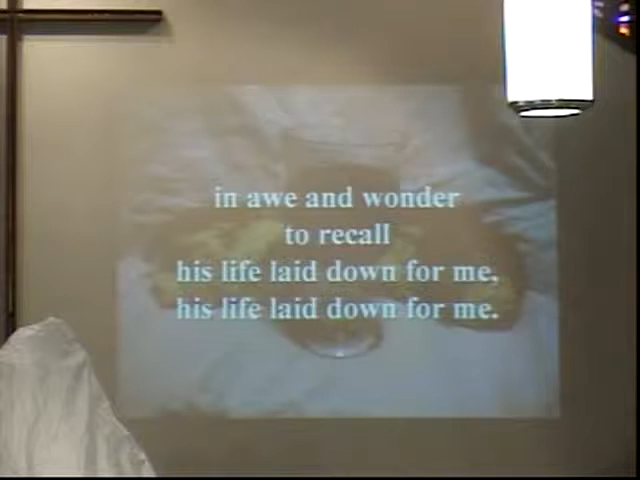 in awe and wonder
to recall
his life laid down for me,
his life laid down for me.